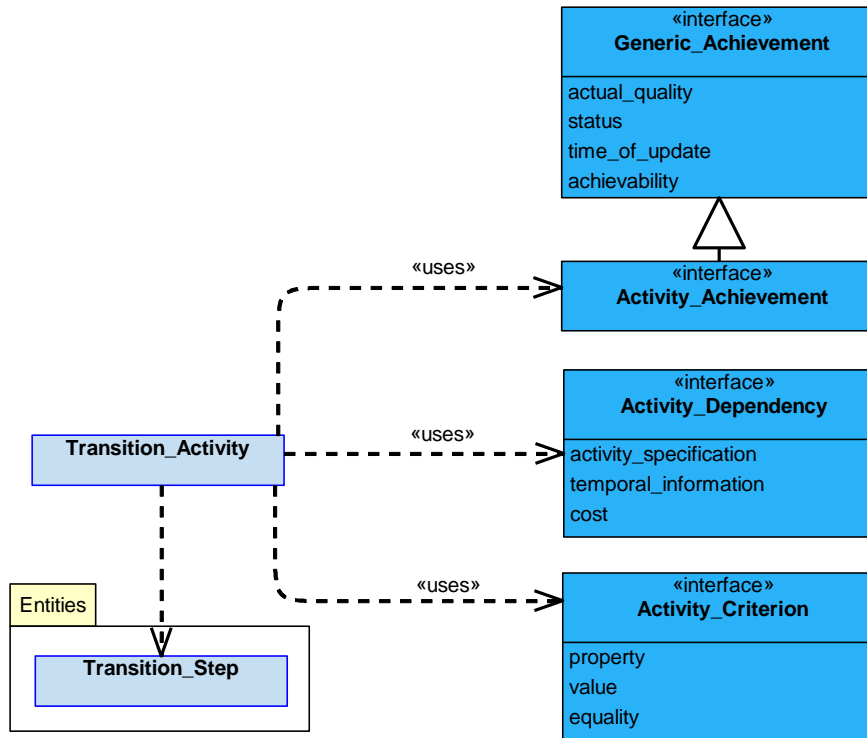 «interface»
Generic_Achievement
actual_quality
status
time_of_update
achievability
«uses»
«interface»
Activity_Achievement
«interface»
Activity_Dependency
activity_specification
temporal_information
cost
«uses»
Transition_Activity
«uses»
«interface»
Activity_Criterion
property
value
equality
Entities
Transition_Step